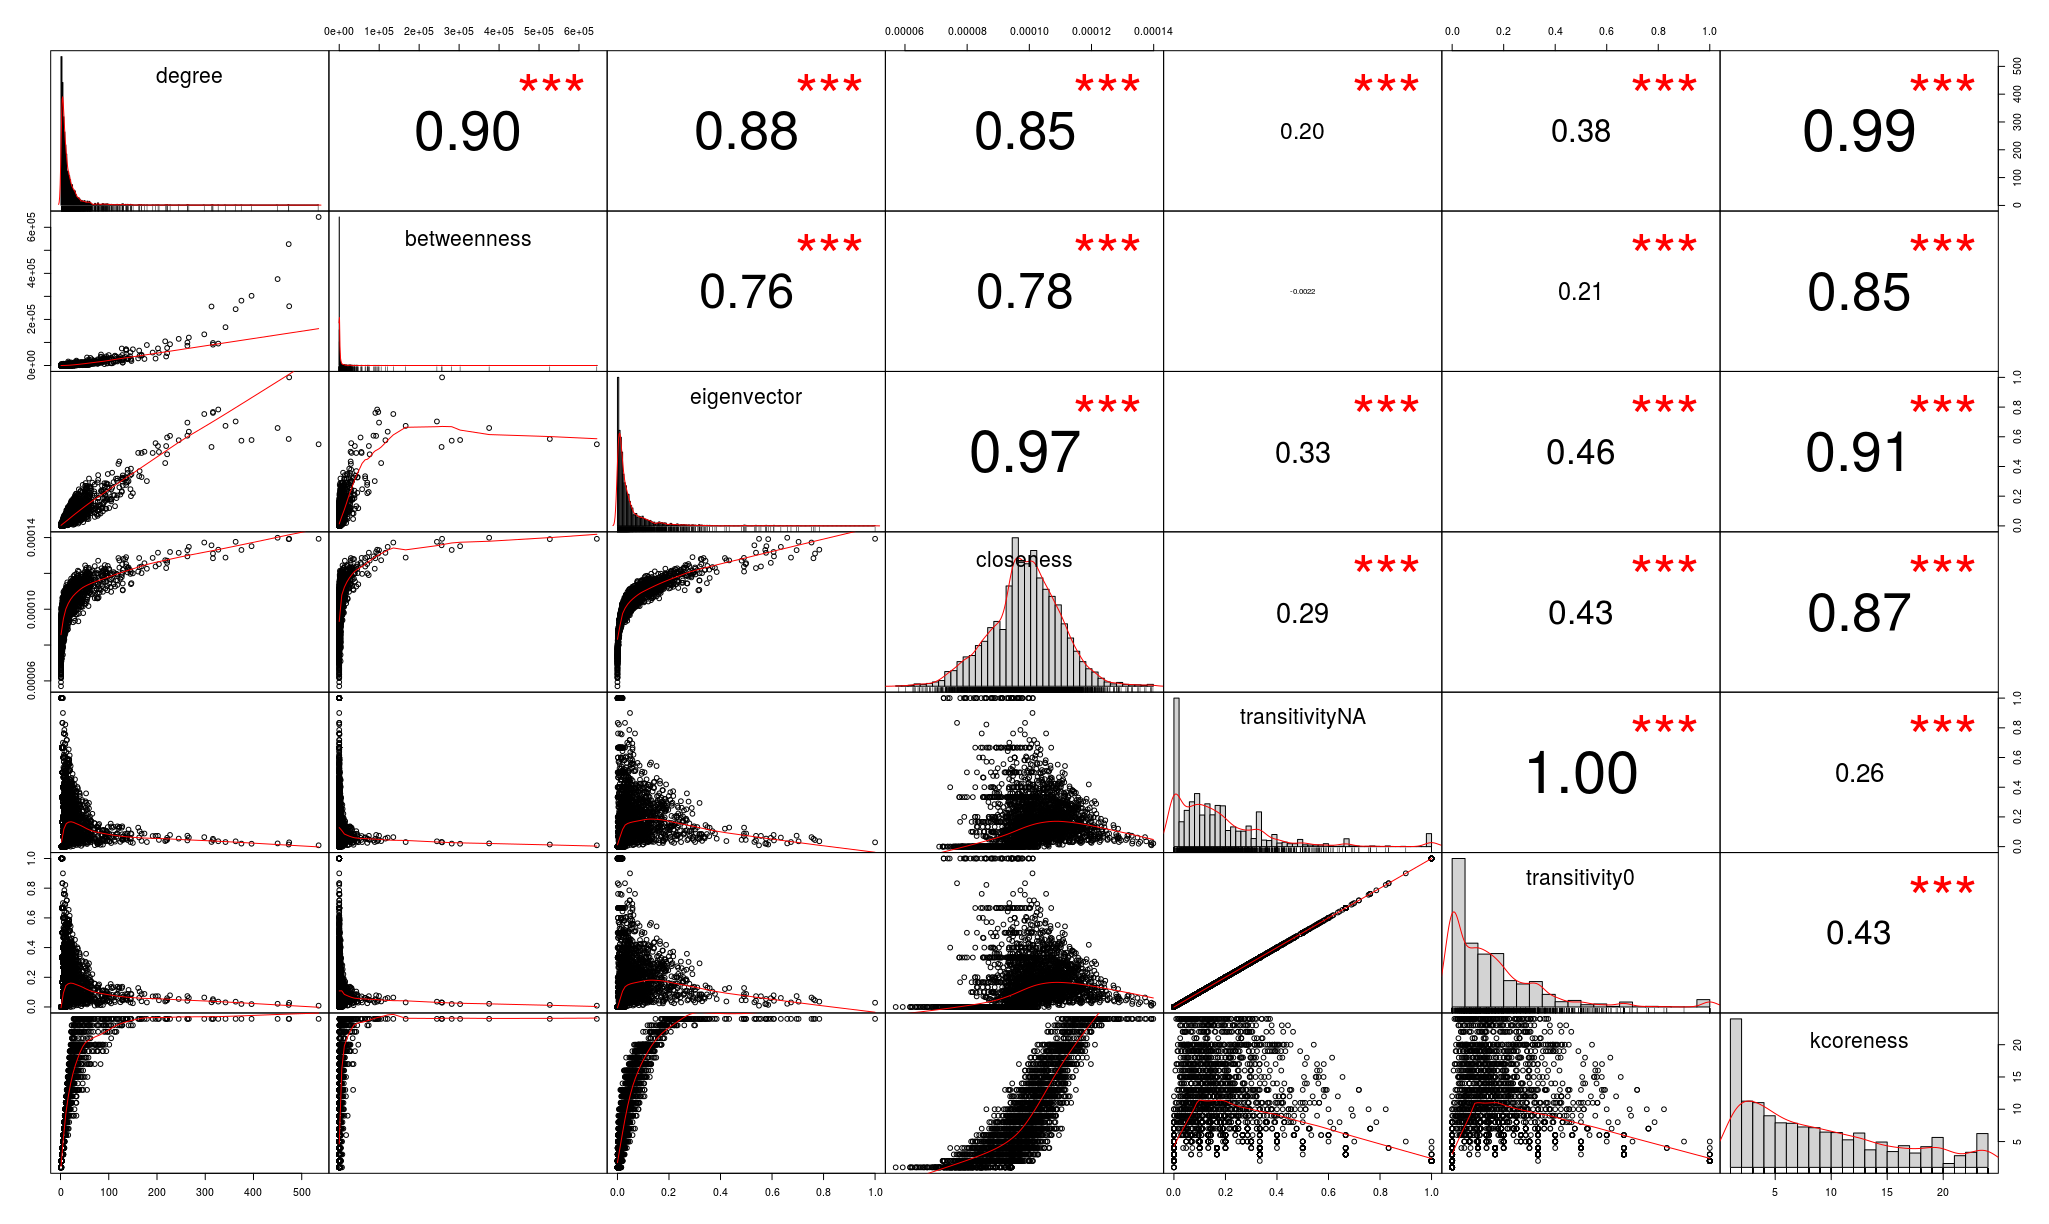 0e+00 1e+05 2e+05 3e+05 4e+05 5e+05 6e+05 0.00006 0.00008 0.00010 0.00012 0.00014 0.0 0.2 0.4 0.6 0.8 1.0
degree *** 0.90 *** 0.88 *** 0.85 *** 0.20 *** 0.38 *** 0.99 0 100 200 300 400 500
0e+00 2e+05 4e+05 6e+05 betweenness *** 0.76 *** 0.78 -0.0022 *** 0.21 *** 0.85
eigenvector *** 0.97 *** 0.33 *** 0.46 *** 0.91 0.0 0.2 0.4 0.6 0.8 1.0
0.00006 0.00010 0.00014 closeness *** 0.29 *** 0.43 *** 0.87
transitivityNA *** 1.00 *** 0.26 0.0 0.2 0.4 0.6 0.8 1.0
0.0 0.2 0.4 0.6 0.8 1.0 transitivity0 *** 0.43
kcoreness 5 10 15 20
0 100 200 300 400 500 0.0 0.2 0.4 0.6 0.8 1.0 0.0 0.2 0.4 0.6 0.8 1.0 5 10 15 20